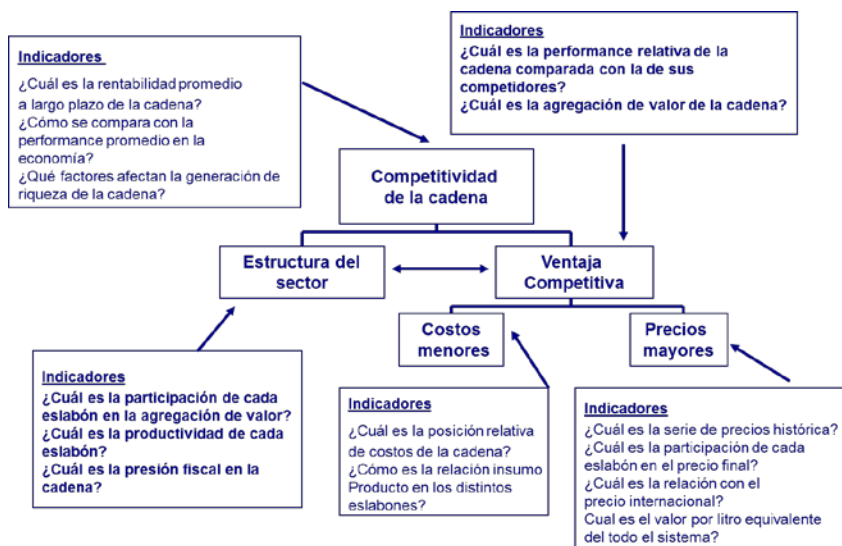 Indicadores
¿Cuál es la rentabilidad promedio
a largo plazo de la cadena?
¿Cómo se compara con la
performance promedio en la
economía?
¿Qué factores afectan la generación de
riqueza de la cadena?
Indicadores
¿Cuál es la performance relativa de la
cadena comparada con la de sus
competidores?
¿Cuál es la agregación de valor de la cadena?
Competitividad
de la cadena
Estructura del
sector
Ventaja
Competitiva
Costos
menores
Precios
mayores
Indicadores
¿Cuál es la participación de cada
eslabón en la agregación de valor?
¿Cuál es la productividad de cada
eslabón?
¿Cuál es la presión fiscal en la
cadena?
Indicadores
¿Cuál es la posición relativa
de costos de la cadena?
¿Cómo es la relación insumo
Producto en los distintos
eslabones?
Indicadores
¿Cuál es la serie de precios histórica?
¿Cuál es la participación de cada
eslabón en el precio final?
¿Cuál es la relación con el
precio internacional?
Cual es el valor por litro equivalente
del todo el sistema?